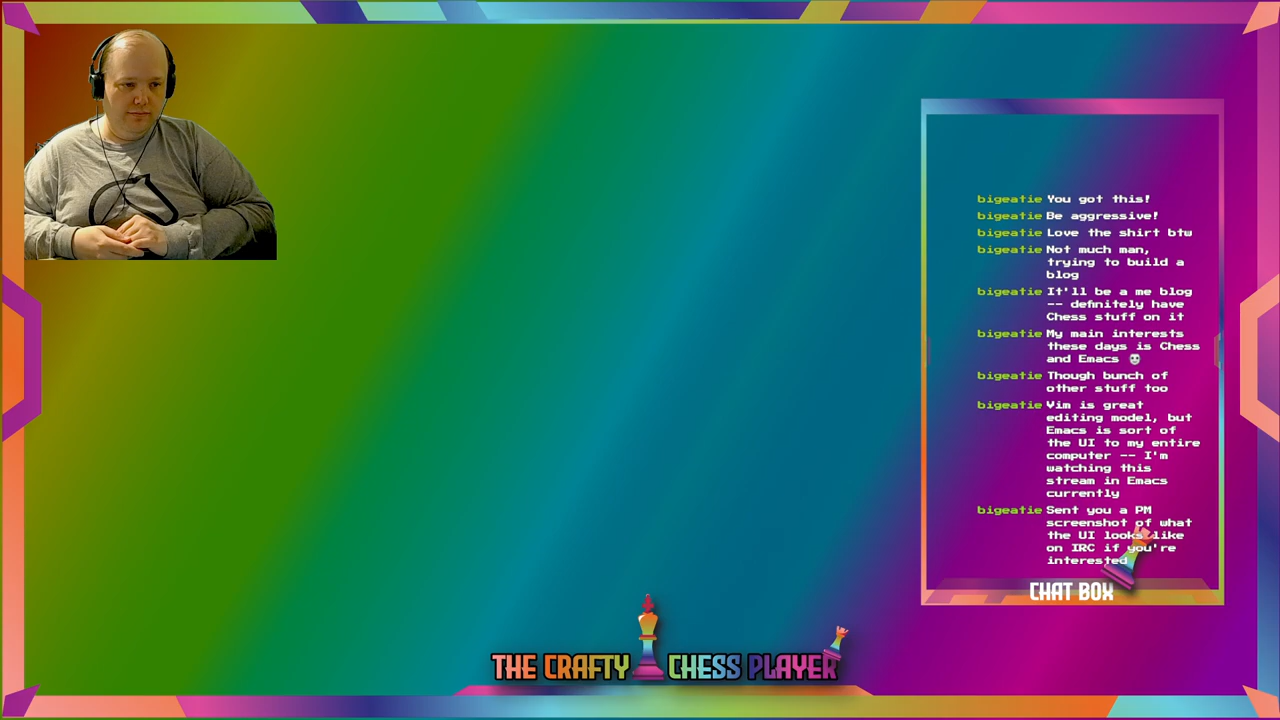 bigeatie You got this!
bigeatie Be aggressive!
bigeatie Love the shirt btw
bigeatie Not much man,
trying to build a
blog
bigeatie It'll be a me blog
-- definitely have
Chess stuff on it
bigeatie My main interests
these days is Chess
and Emacs
bigeatie Though bunch of
other stuff too
bigeatie Vim is great
editing model, but
Emacs is sort of
the UI to my entire
computer -- I'm
watching this
stream in Emacs
currently
bigeatie Sent you a PM
screenshot of what
the UI looks like
on IRC if you're
interested
CHAT BOX
THE CRAFTY CHESS PLAYER